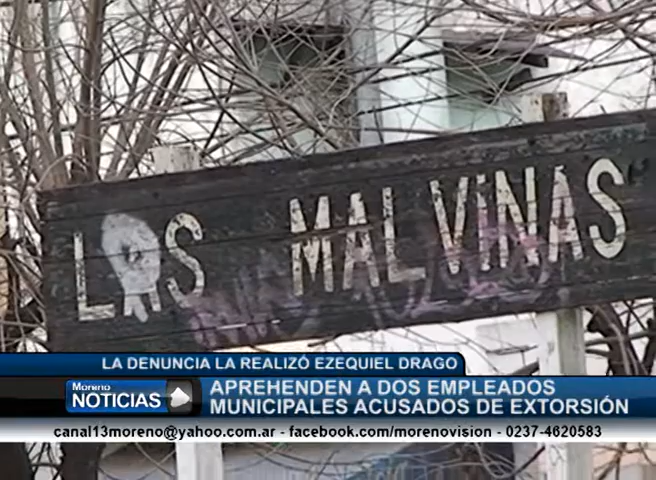 LAS MALVINAS"
LA DENUNCIA LA REALIZÓ EZEQUIEL DRAGO
Moreno
NOTICIAS
APREHENDEN A DOS EMPLEADOS
MUNICIPALES ACUSADOS DE EXTORSIÓN
canal13moreno@yahoo.com.ar - facebook.com/morenovision - 0237-4620583